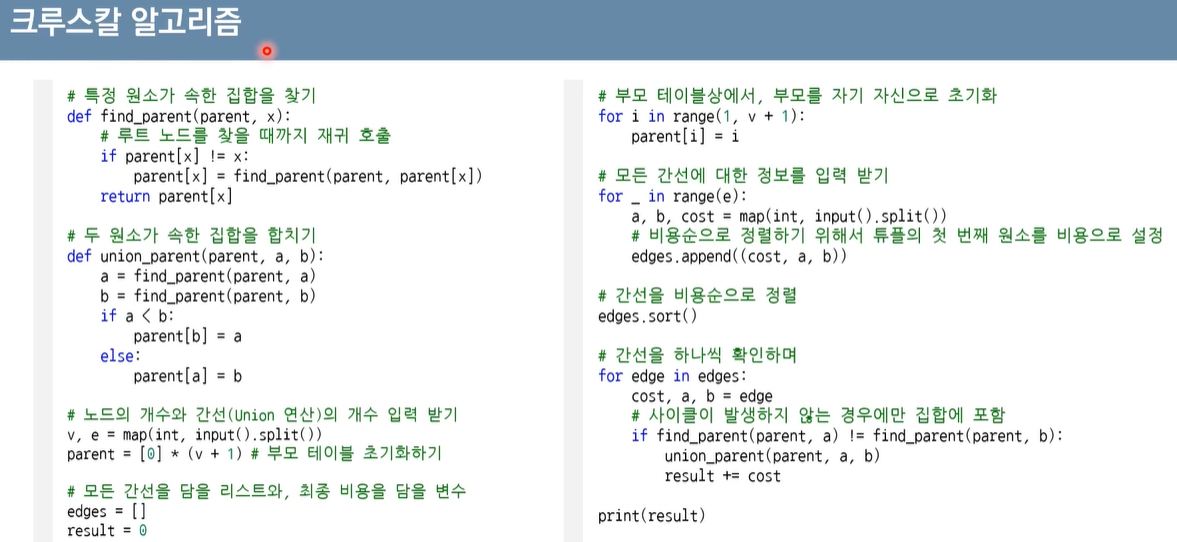 크루스칼 알고리즘
# 특정 원소가 속한 집합을 찾기
def find_parent(parent, x):
    # 루트 노드를 찾을 때까지 재귀 호출
    if parent[x] != x:
        parent[x] = find_parent(parent, parent[x])
    return parent[x]

# 두 원소가 속한 집합을 합치기
def union_parent(parent, a, b):
    a = find_parent(parent, a)
    b = find_parent(parent, b)
    if a < b:
        parent[b] = a
    else:
        parent[a] = b

# 노드의 개수와 간선(Union 연산)의 개수 입력 받기
v, e = map(int, input().split())
parent = [0] * (v + 1) # 부모 테이블 초기화하기

# 모든 간선을 담을 리스트와, 최종 비용을 담을 변수
edges = []
result = 0

# 부모 테이블상에서, 부모를 자기 자신으로 초기화
for i in range(1, v + 1):
    parent[i] = i

# 모든 간선에 대한 정보를 입력 받기
for _ in range(e):
    a, b, cost = map(int, input().split())
    # 비용순으로 정렬하기 위해서 튜플의 첫 번째 원소를 비용으로 설정
    edges.append((cost, a, b))

# 간선을 비용순으로 정렬
edges.sort()

# 간선을 하나씩 확인하며
for edge in edges:
    cost, a, b = edge
    # 사이클이 발생하지 않는 경우에만 집합에 포함
    if find_parent(parent, a) != find_parent(parent, b):
        union_parent(parent, a, b)
        result += cost

print(result)